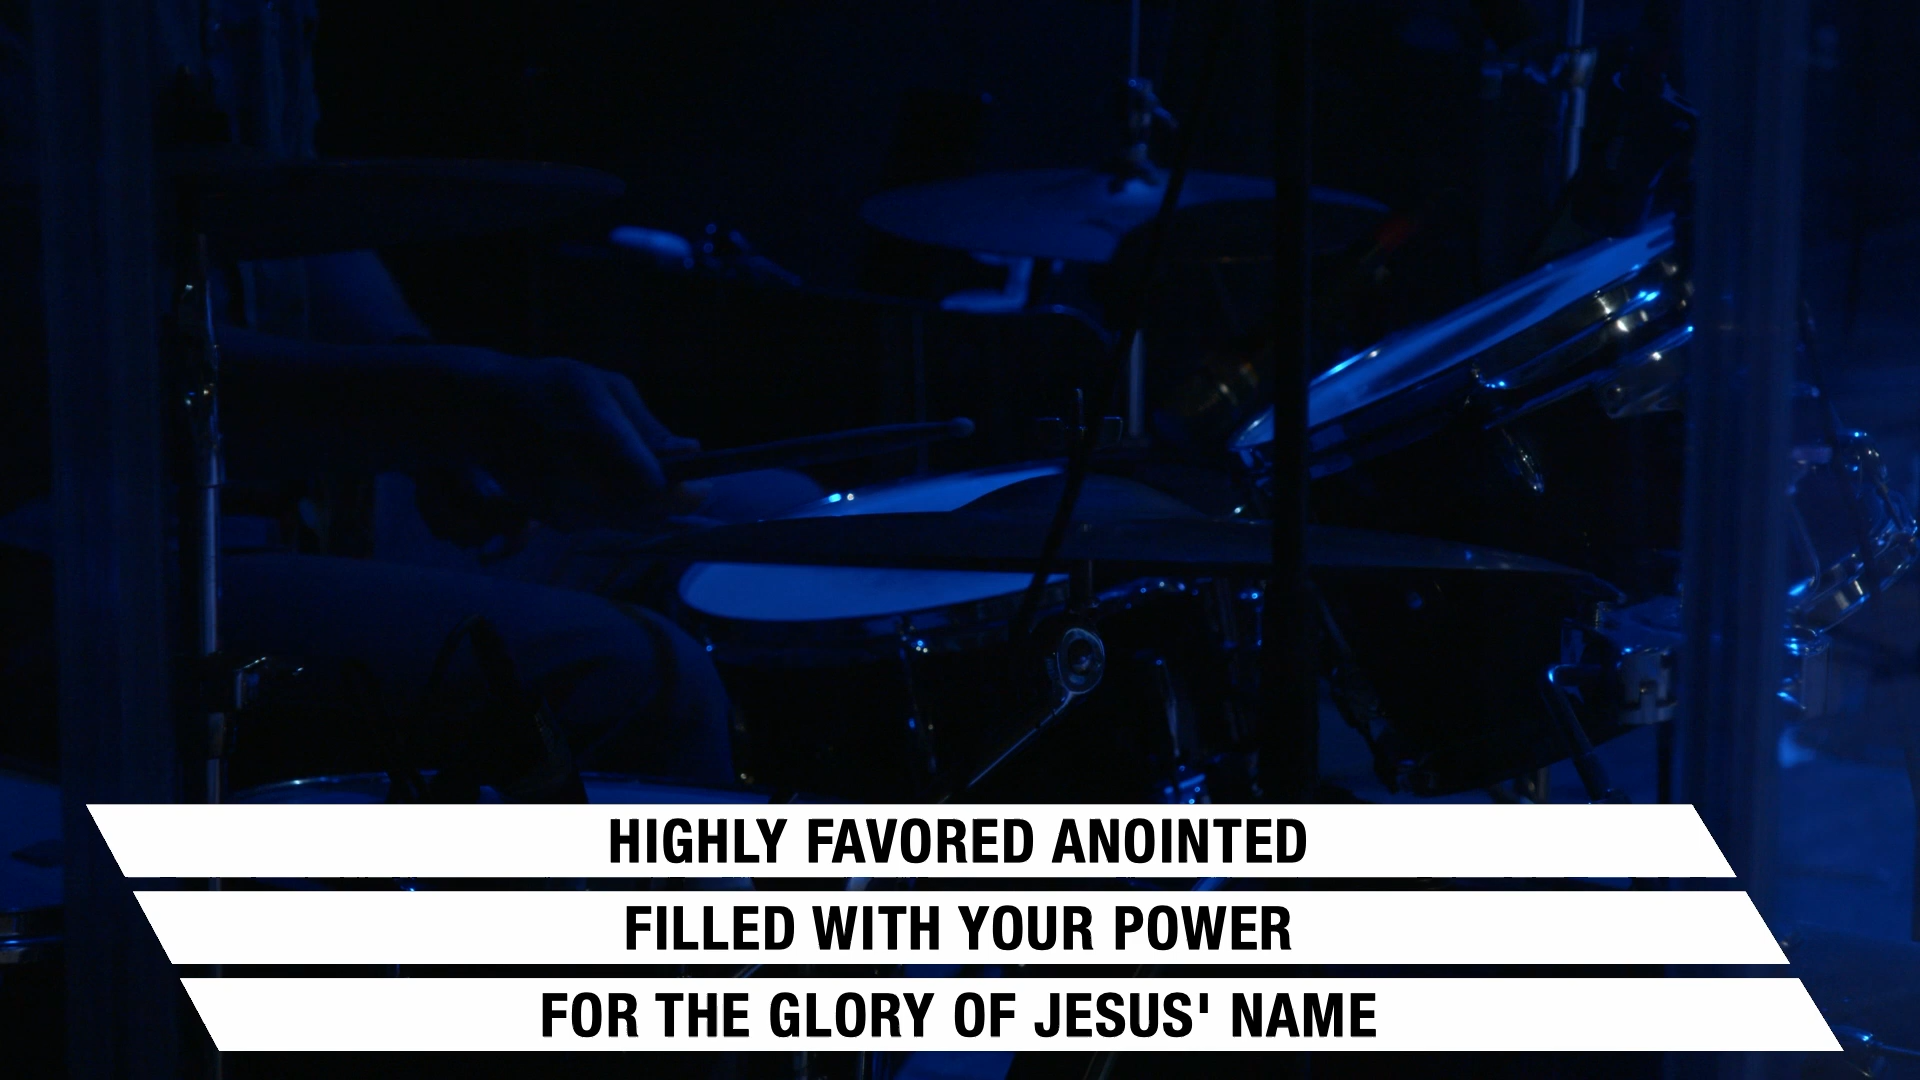 HIGHLY FAVORED ANOINTED
FILLED WITH YOUR POWER
FOR THE GLORY OF JESUS' NAME